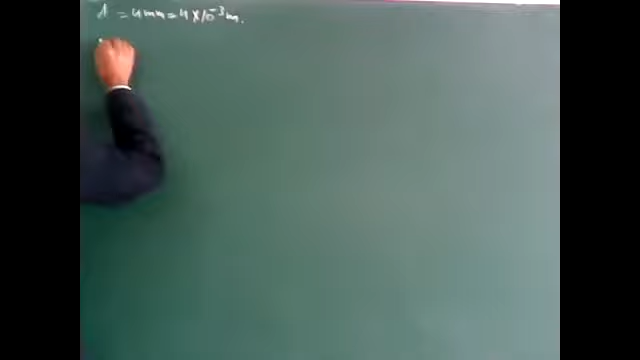 d = 4mm = 4 × 10⁻³m.